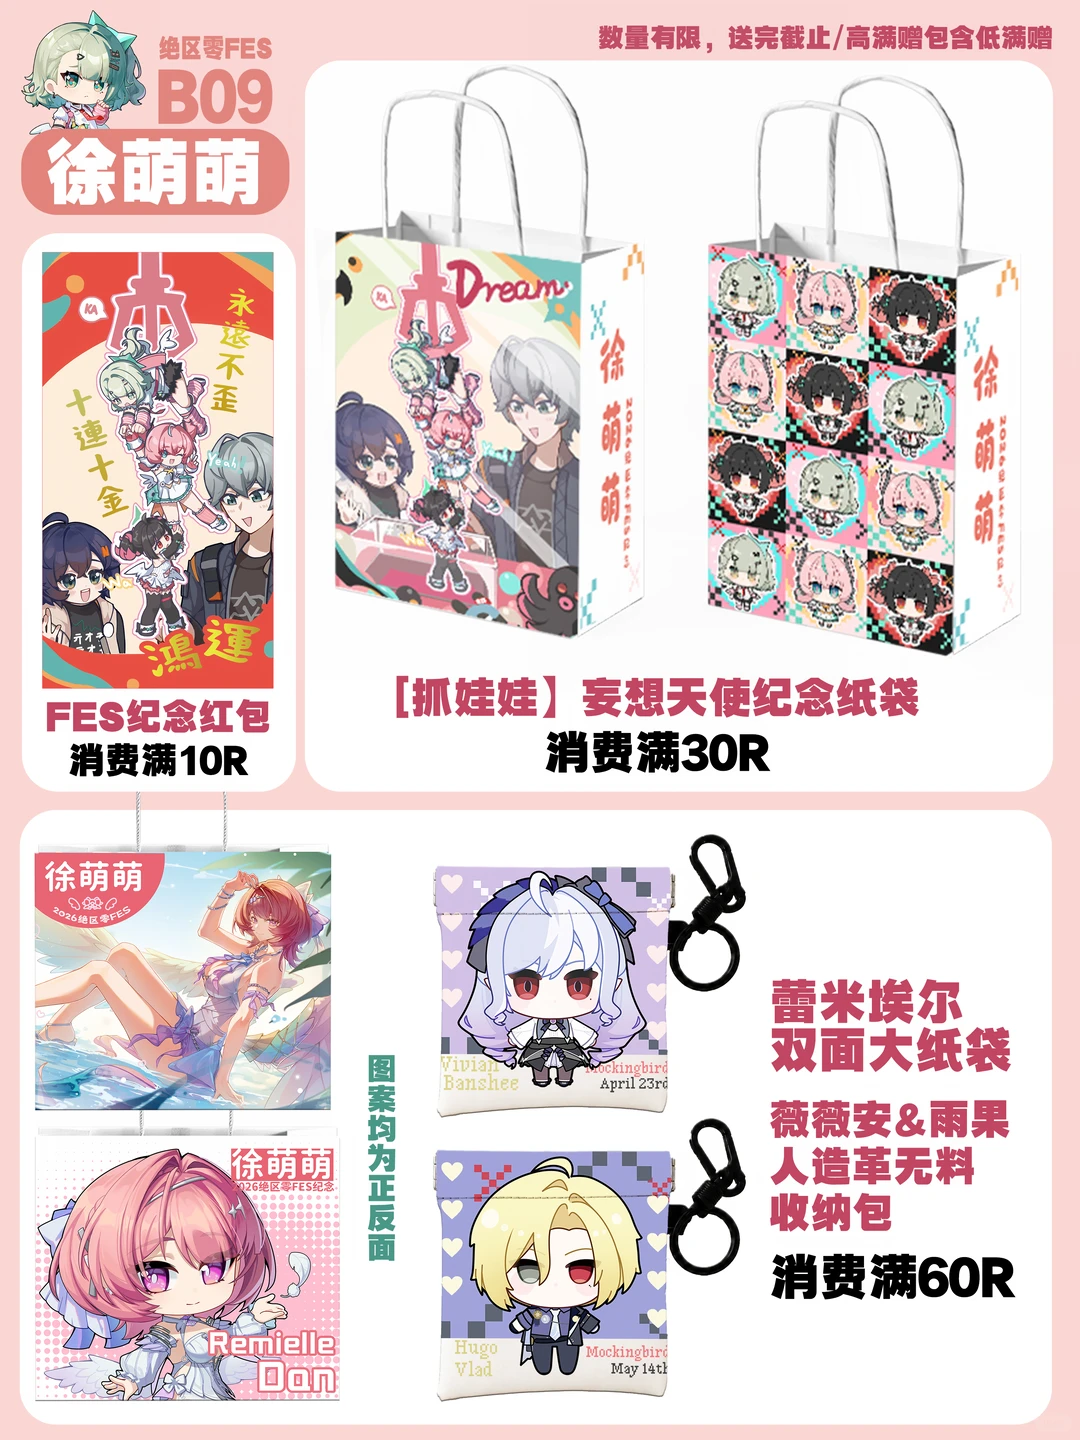 绝区零FES
B09
徐萌萌
数量有限，送完截止/高满赠包含低满赠
KA
永遠不歪
十連十金
Yeah!
鴻運
FES纪念红包
消费满10R
KA
Dream
Yeah!
徐萌萌
徐萌萌
【抓娃娃】妄想天使纪念纸袋
消费满30R
徐萌萌
2026绝区零FES
徐萌萌
2026绝区零FES纪念
Remielle
Dan
图案均为正反面
Vivian
Banshee
Mockingbird
April 23rd
Hugo
Vlad
Mockingbird
May 14th
蕾米埃尔
双面大纸袋
薇薇安&雨果
人造革无料
收纳包
消费满60R